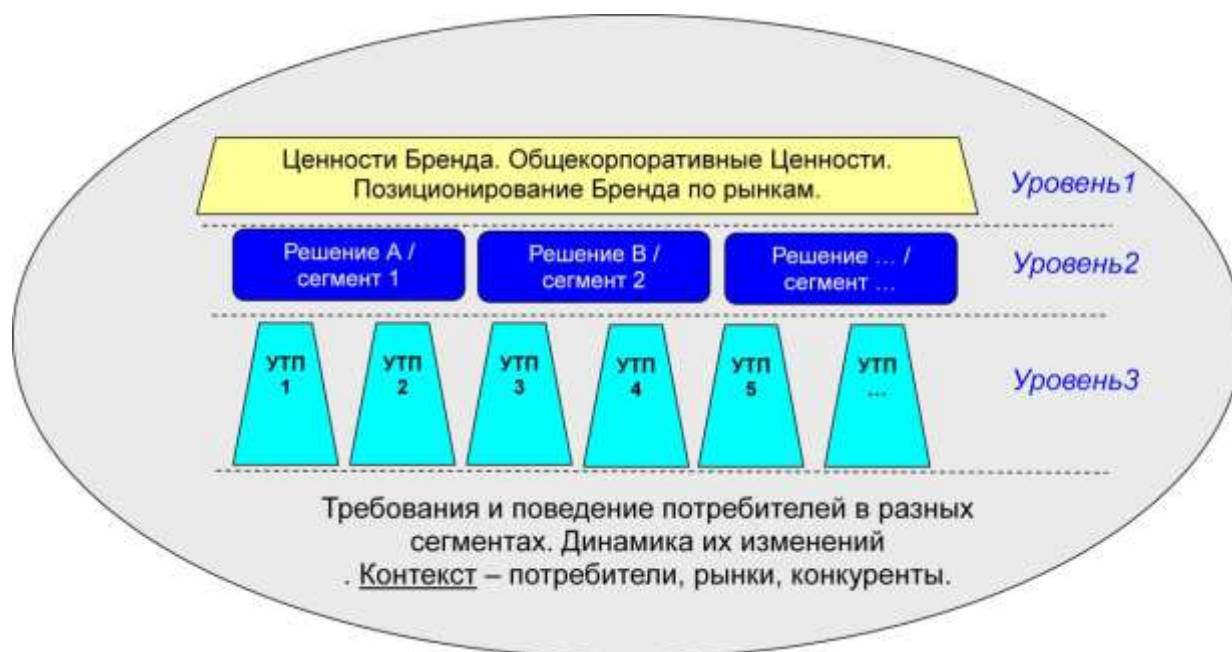 Ценности Бренда. Общекорпоративные Ценности.
Позиционирование Бренда по рынкам.
Уровень1
Решение А /
сегмент 1
Решение В /
сегмент 2
Решение ... /
сегмент ...
Уровень2
УТП
1
УТП
2
УТП
3
УТП
4
УТП
5
УТП
...
Уровень3
Требования и поведение потребителей в разных
сегментах. Динамика их изменений
. Контекст – потребители, рынки, конкуренты.